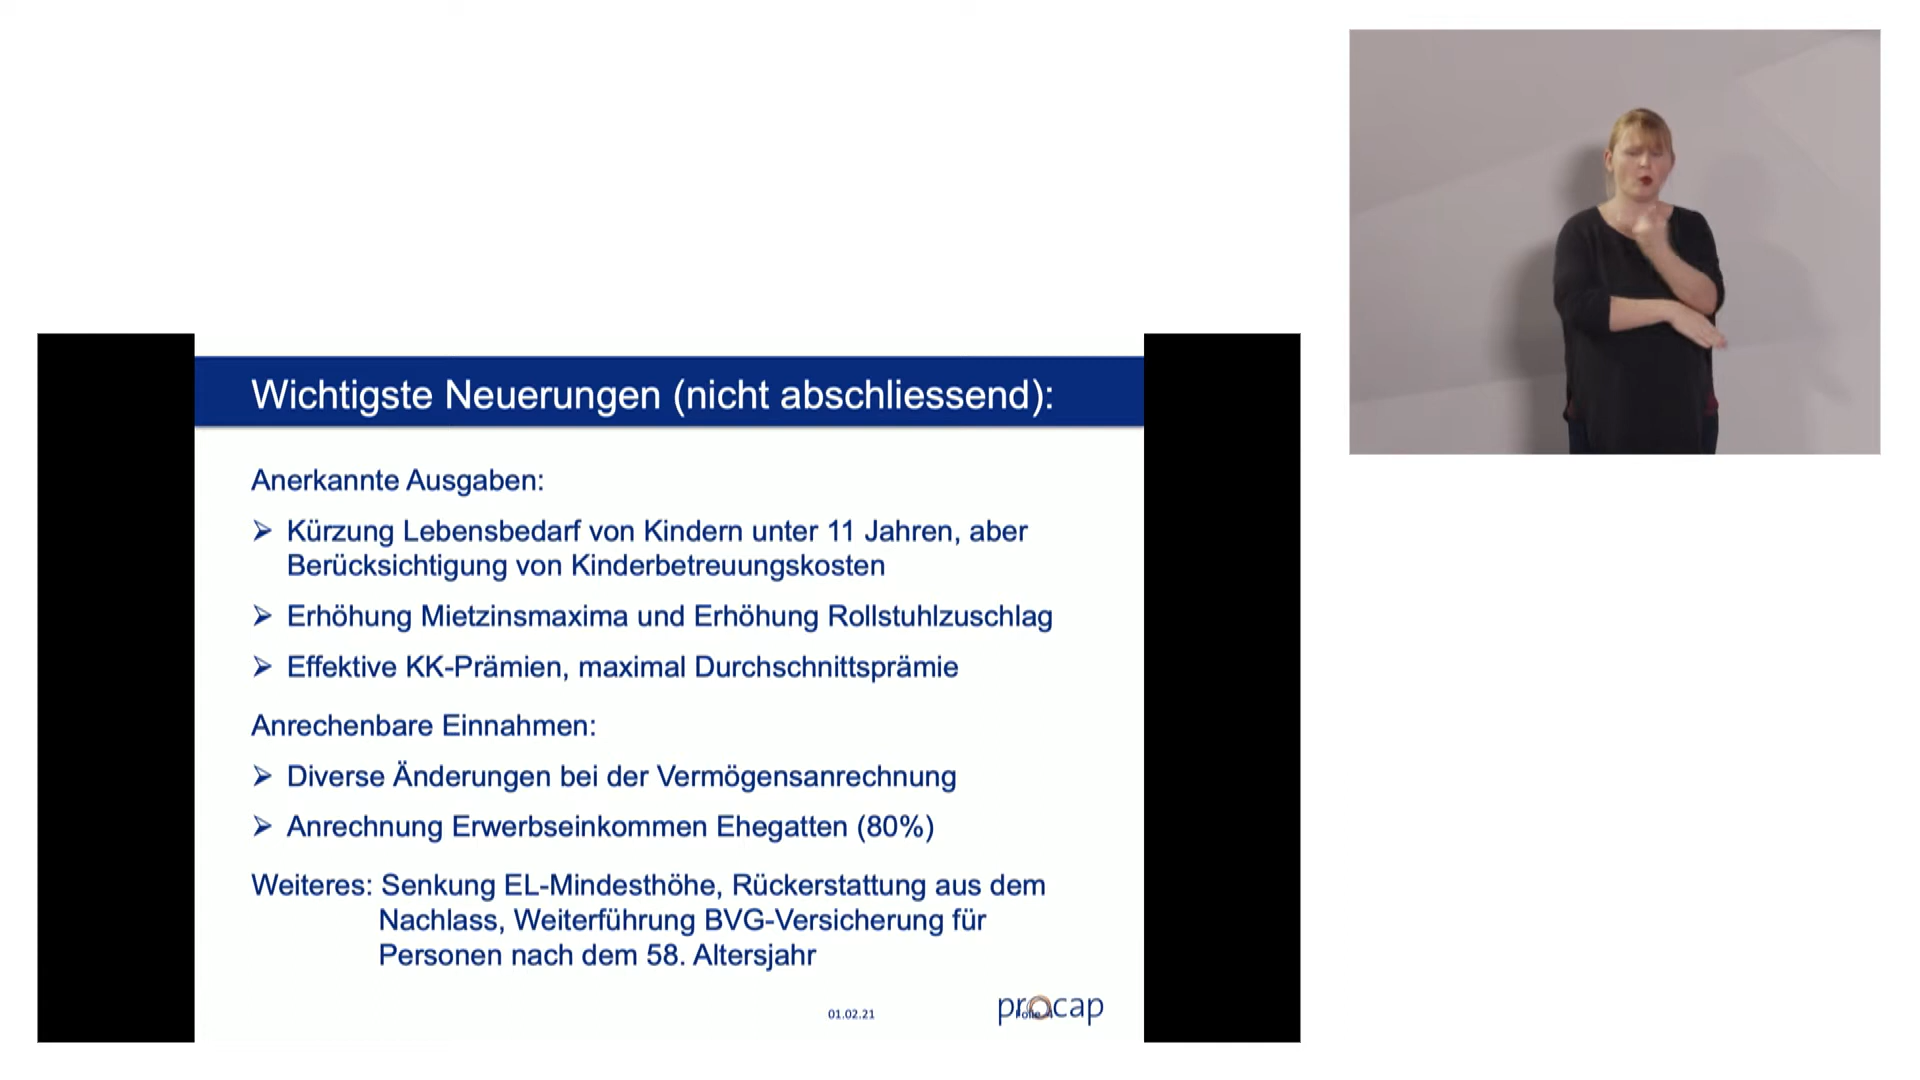 Wichtigste Neuerungen (nicht abschliessend):
Anerkannte Ausgaben:
Kürzung Lebensbedarf von Kindern unter 11 Jahren, aber
Berücksichtigung von Kinderbetreuungskosten
Erhöhung Mietzinsmaxima und Erhöhung Rollstuhlzuschlag
Effektive KK-Prämien, maximal Durchschnittsprämie
Anrechenbare Einnahmen:
Diverse Änderungen bei der Vermögensanrechnung
Anrechnung Erwerbseinkommen Ehegatten (80%)
Weiteres: Senkung EL-Mindesthöhe, Rückerstattung aus dem
Nachlass, Weiterführung BVG-Versicherung für
Personen nach dem 58. Altersjahr
01.02.21
procap